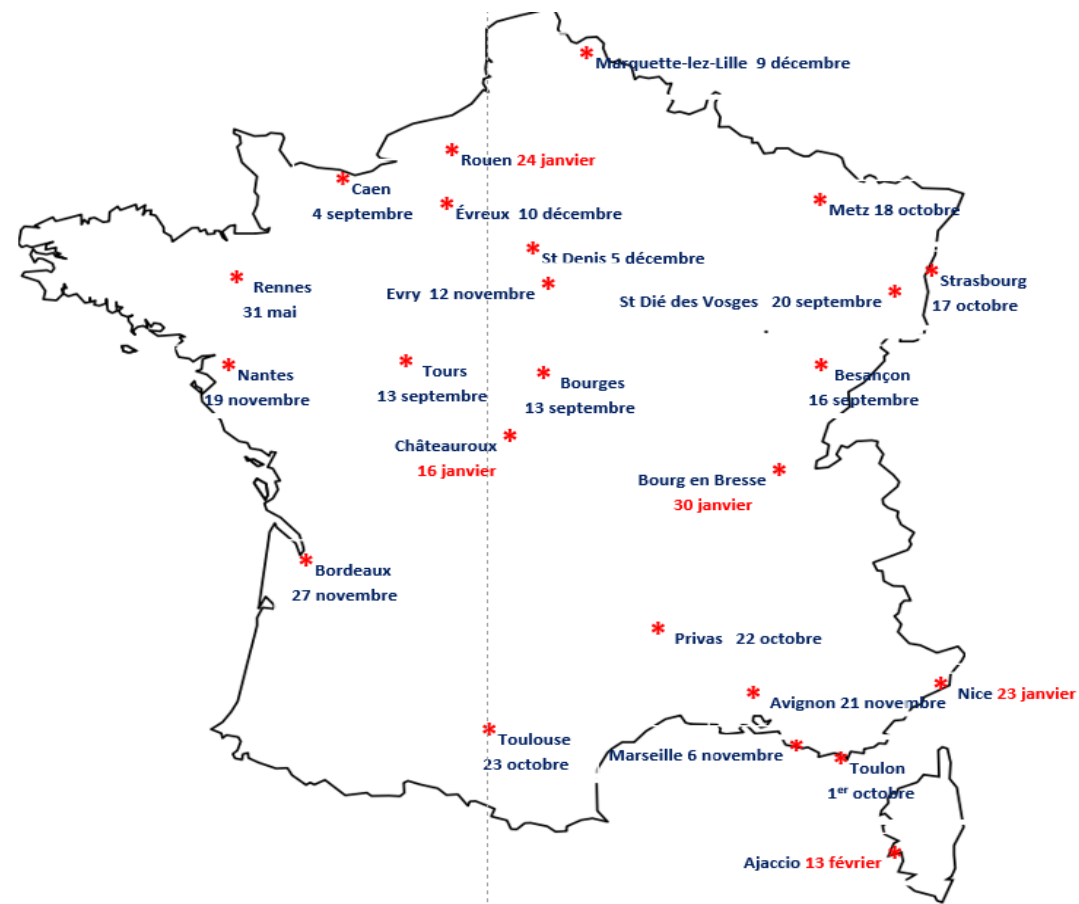 Marquette-lez-Lille 9 décembre
Rouen 24 janvier
Caen
4 septembre
Évreux 10 décembre
Metz 18 octobre
St Denis 5 décembre
Evry 12 novembre
Rennes
31 mai
St Dié des Vosges 20 septembre
Strasbourg
17 octobre
Nantes
19 novembre
Tours
13 septembre
Bourges
13 septembre
Besançon
16 septembre
Châteauroux
16 janvier
Bourg en Bresse
30 janvier
Bordeaux
27 novembre
Privas 22 octobre
Avignon 21 novembre
Nice 23 janvier
Toulouse
23 octobre
Marseille 6 novembre
Toulon
1er octobre
Ajaccio 13 février